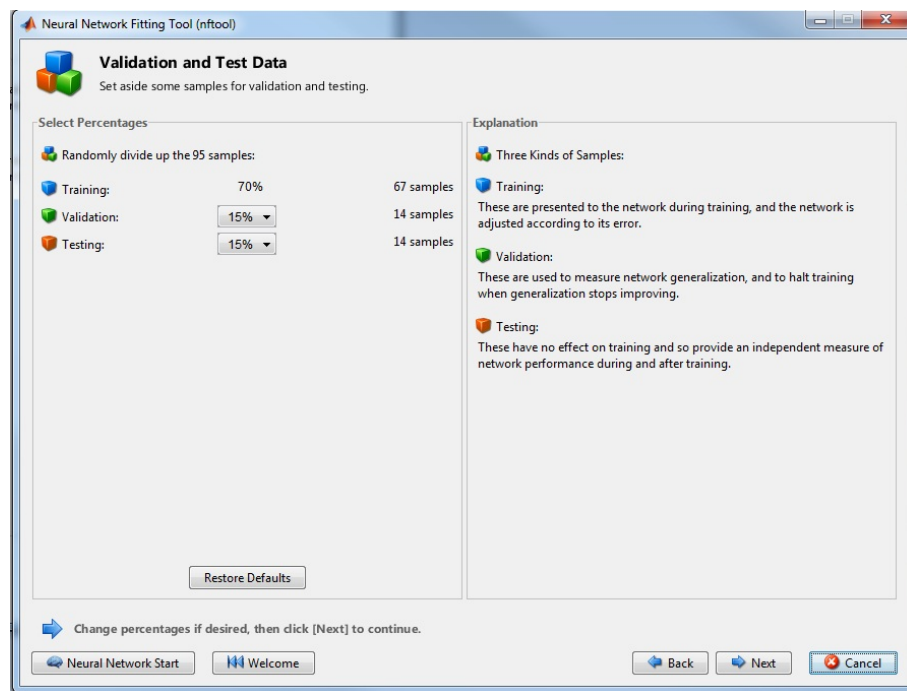 Neural Network Fitting Tool (nftool)
Validation and Test Data
Set aside some samples for validation and testing.
Select Percentages
Randomly divide up the 95 samples:
Training: 70% 67 samples
Validation: 15% 14 samples
Testing: 15% 14 samples
Restore Defaults
Explanation
Three Kinds of Samples:
Training:
These are presented to the network during training, and the network is
adjusted according to its error.
Validation:
These are used to measure network generalization, and to halt training
when generalization stops improving.
Testing:
These have no effect on training and so provide an independent measure of
network performance during and after training.
Change percentages if desired, then click [Next] to continue.
Neural Network Start Welcome Back Next Cancel